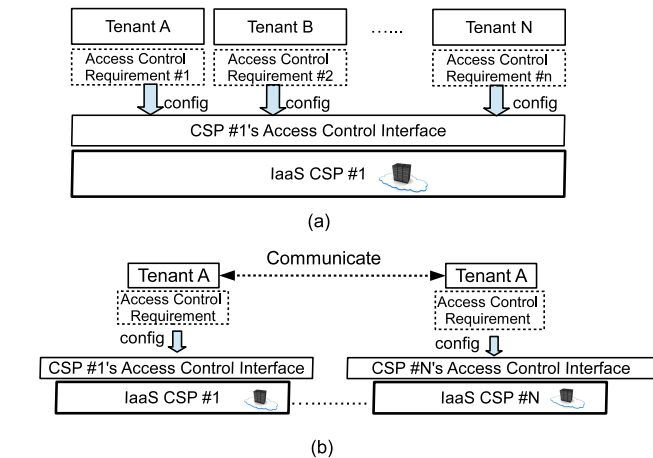 Tenant A
Tenant B
…...
Tenant N
Access Control
Requirement #1
Access Control
Requirement #2
Access Control
Requirement #n
config
config
config
CSP #1's Access Control Interface
IaaS CSP #1
(a)
Communicate
Tenant A
Tenant A
Access Control
Requirement
Access Control
Requirement
config
config
CSP #1's Access Control Interface
CSP #N's Access Control Interface
IaaS CSP #1
IaaS CSP #N
(b)